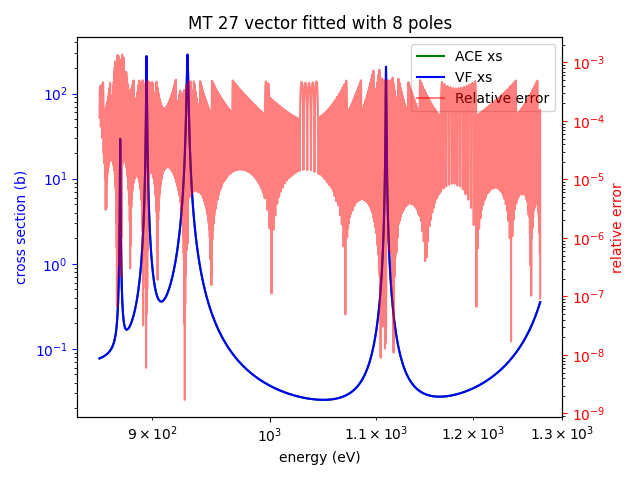 MT 27 vector fitted with 8 poles
ACE xs
VF xs
Relative error
cross section (b)
10²
10¹
10⁰
10⁻¹
10⁻³
10⁻⁴
10⁻⁵
10⁻⁶
10⁻⁷
10⁻⁸
10⁻⁹
relative error
9 × 10² 10³ 1.1 × 10³ 1.2 × 10³ 1.3 × 10³
energy (eV)